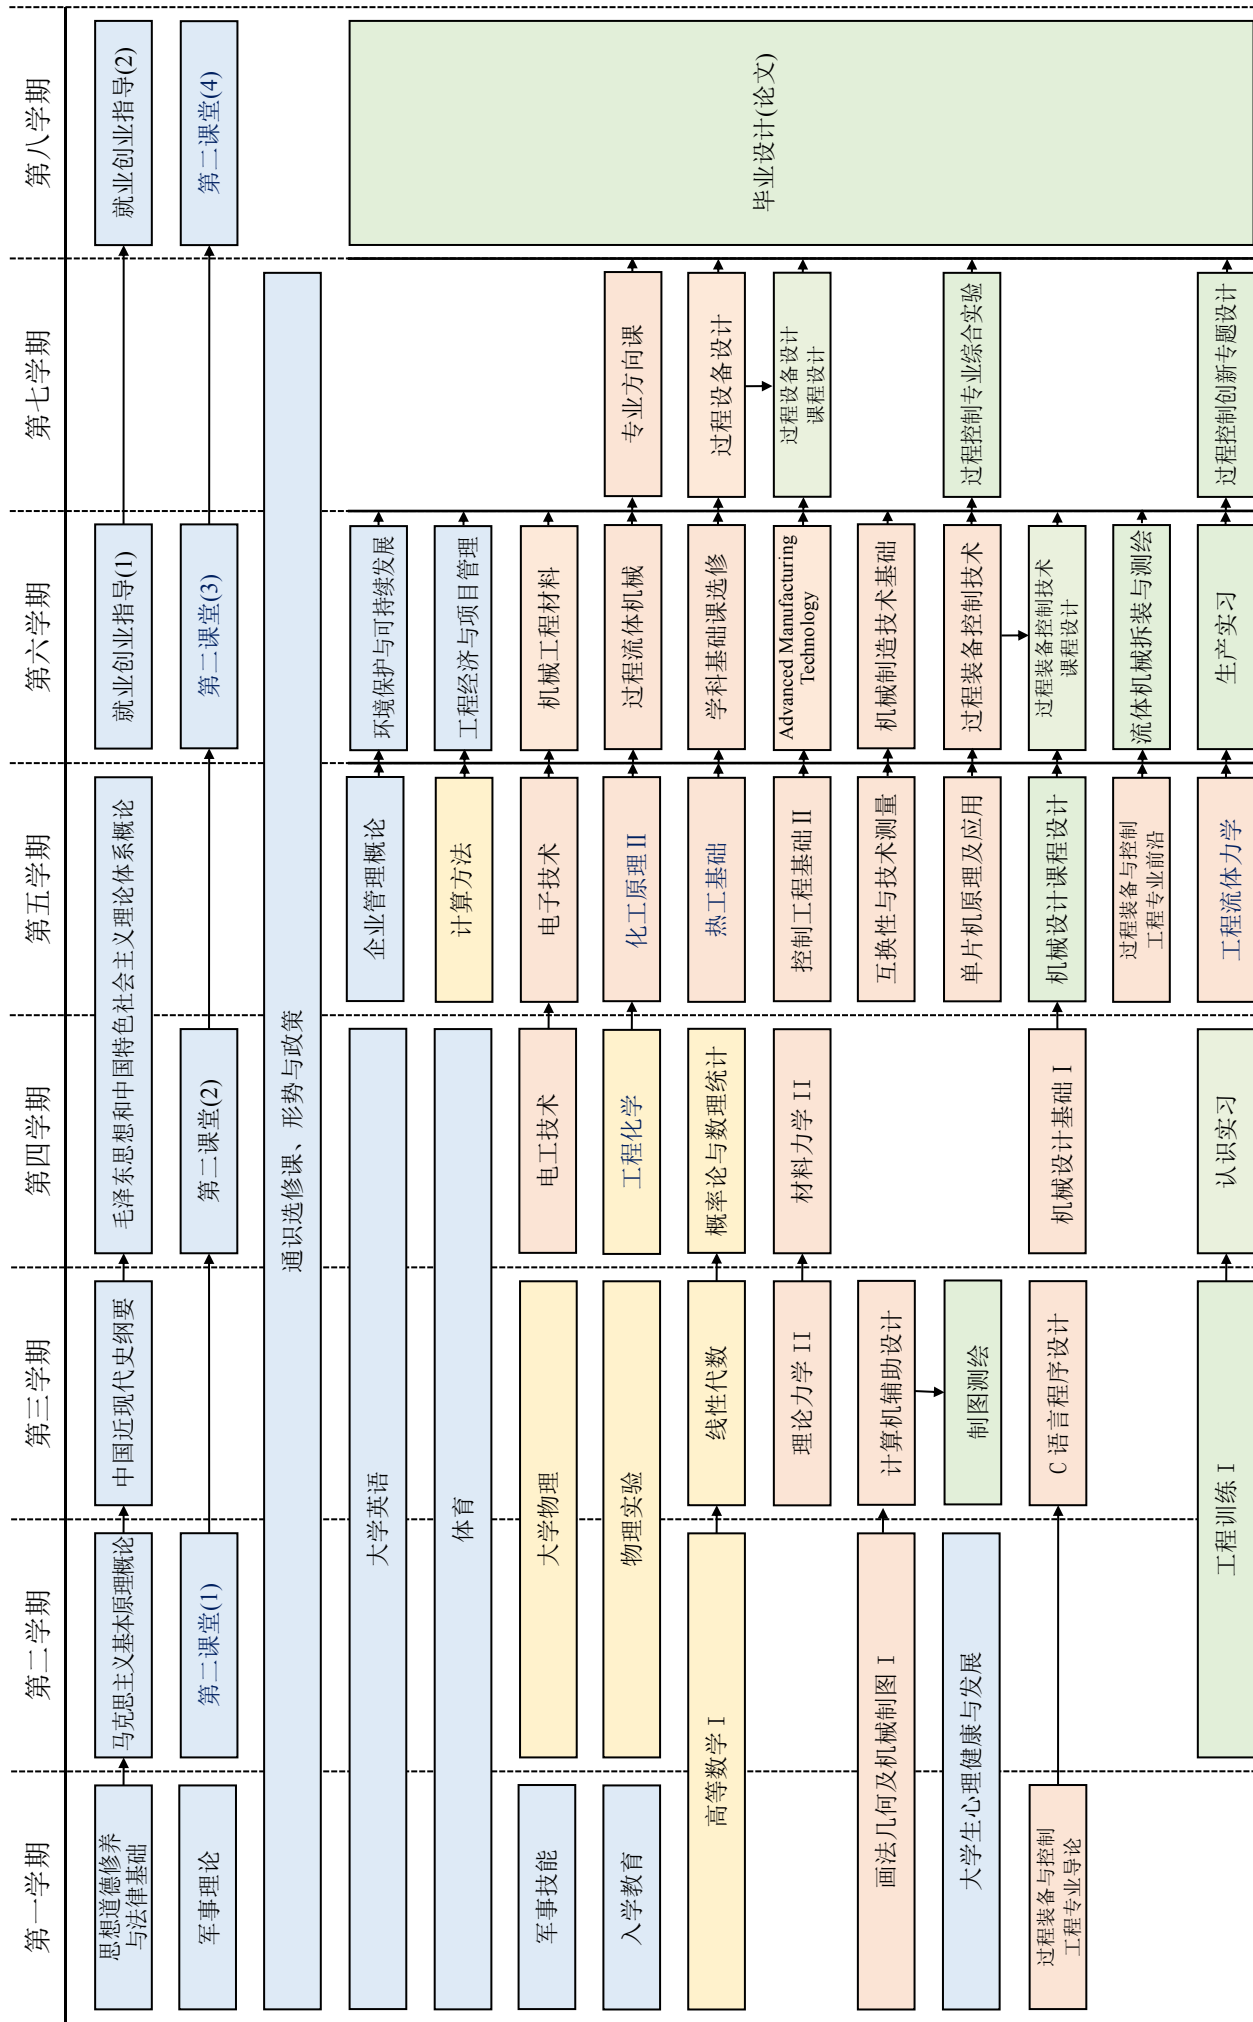 第一学期
第二学期
第三学期
第四学期
第五学期
第六学期
第七学期
第八学期
思想道德修养
与法律基础
马克思主义基本原理概论
中国近现代史纲要
毛泽东思想和中国特色社会主义理论体系概论
就业创业指导(1)
就业创业指导(2)
军事理论
第二课堂(1)
第二课堂(2)
第二课堂(3)
第二课堂(4)
通识选修课、形势与政策
大学英语
企业管理概论
环境保护与可持续发展
毕业设计(论文)
体育
计算方法
工程经济与项目管理
军事技能
大学物理
电工技术
电子技术
机械工程材料
入学教育
物理实验
工程化学
化工原理II
过程流体机械
专业方向课
高等数学 I
线性代数
概率论与数理统计
热工基础
学科基础课选修
过程设备设计
理论力学 II
材料力学 II
控制工程基础 II
Advanced Manufacturing
Technology
过程设备设计
课程设计
画法几何及机械制图 I
计算机辅助设计
互换性与技术测量
机械制造技术基础
大学生心理健康与发展
制图测绘
单片机原理及应用
过程装备控制技术
过程控制专业综合实验
过程装备与控制
工程专业导论
C 语言程序设计
机械设计基础 I
机械设计课程设计
过程装备控制技术
课程设计
过程装备与控制
工程专业前沿
流体机械拆装与测绘
工程训练 I
认识实习
工程流体力学
生产实习
过程控制创新专题设计